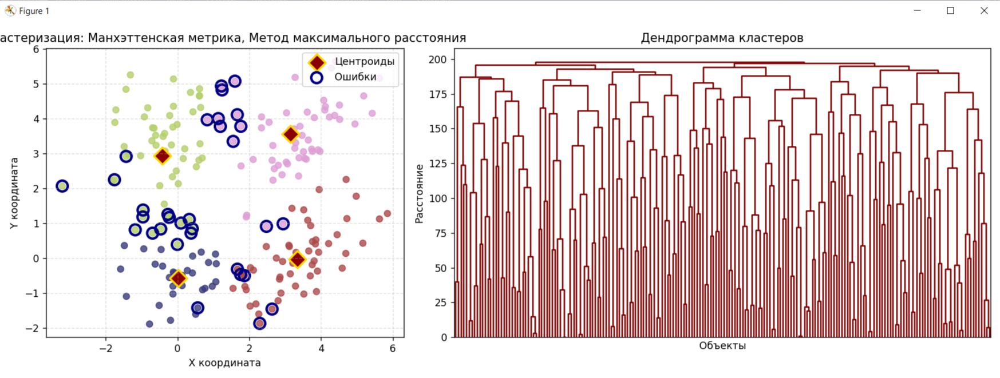 Figure 1
астеризация: Манхэттенская метрика, Метод максимального расстояния
Центроиды
Ошибки
6
5
4
3
2
1
0
−1
−2
−2
0
2
4
6
Y координата
X координата
Дендрограмма кластеров
200
175
150
125
100
75
50
25
0
Расстояние
Объекты